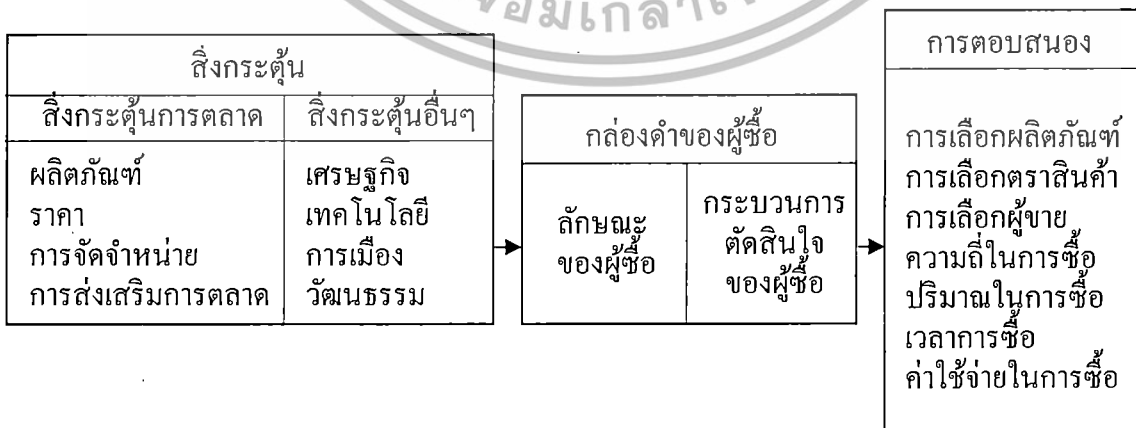 สิ่งกระตุ้น
สิ่งกระตุ้นการตลาด
ผลิตภัณฑ์
ราคา
การจัดจำหน่าย
การส่งเสริมการตลาด
สิ่งกระตุ้นอื่นๆ
เศรษฐกิจ
เทคโนโลยี
การเมือง
วัฒนธรรม
กล่องดำของผู้ซื้อ
ลักษณะ
ของผู้ซื้อ
กระบวนการ
ตัดสินใจ
ของผู้ซื้อ
การตอบสนอง
การเลือกผลิตภัณฑ์
การเลือกตราสินค้า
การเลือกผู้ขาย
ความถี่ในการซื้อ
ปริมาณในการซื้อ
เวลาการซื้อ
ค่าใช้จ่ายในการซื้อ